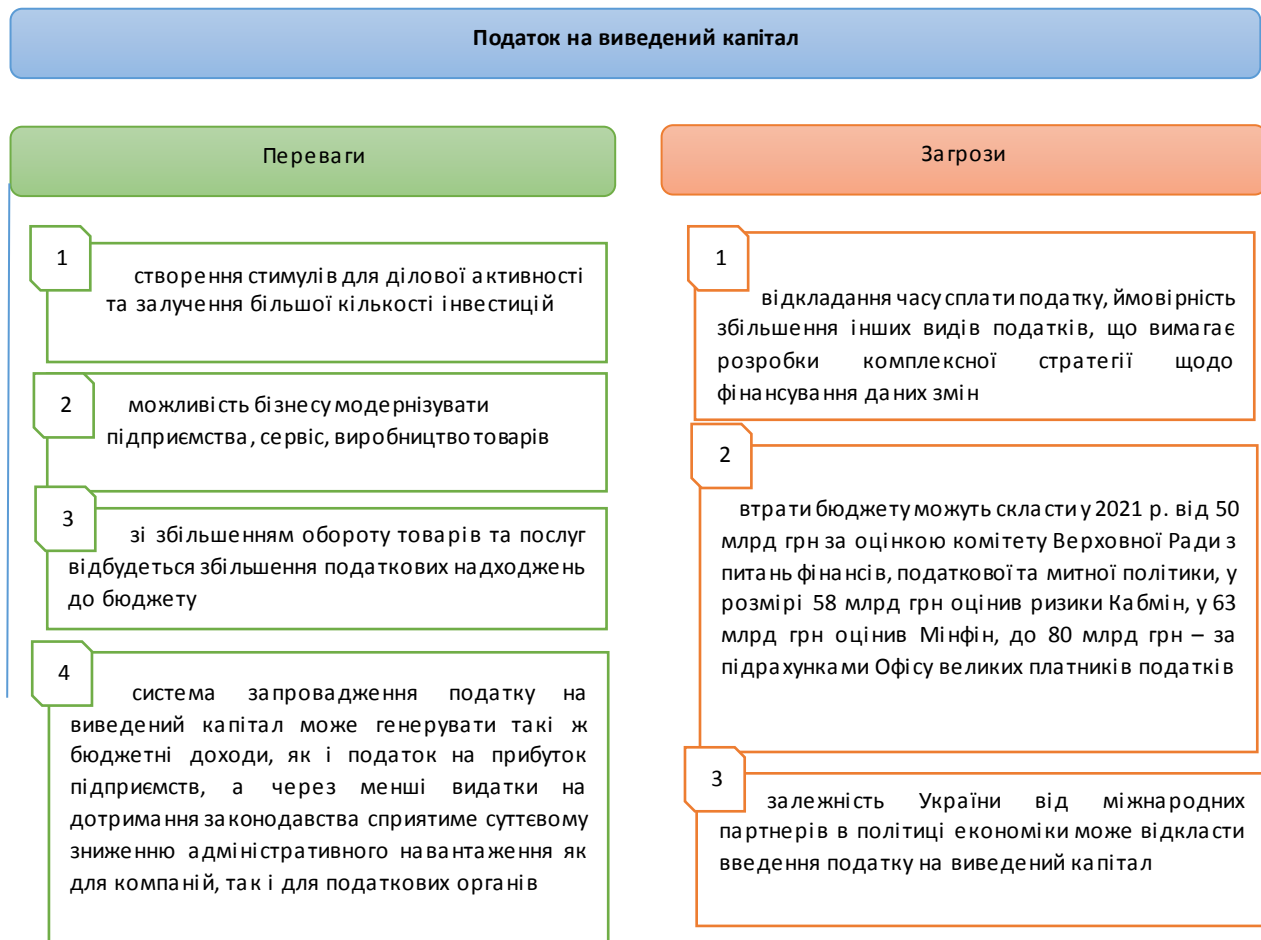 Податок на виведений капітал
Переваги
1
створення стимулів для ділової активності
та залучення більшої кількості інвестицій
2
можливість бізнесу модернізувати
підприємства, сервіс, виробництво товарів
3
зі збільшенням обороту товарів та послуг
відбудеться збільшення податкових надходжень
до бюджету
4
система запровадження податку на
виведений капітал може генерувати такі ж
бюджетні доходи, як і податок на прибуток
підприємств, а через менші видатки на
дотримання законодавства сприятиме суттєвому
зниженню адміністративного навантаження як
для компаній, так і для податкових органів
Загрози
1
відкладання часу сплати податку, ймовірність
збільшення інших видів податків, що вимагає
розробки комплексної стратегії щодо
фінансування даних змін
2
втрати бюджету можуть скласти у 2021 р. від 50
млрд грн за оцінкою комітету Верховної Ради з
питань фінансів, податкової та митної політики, у
розмірі 58 млрд грн оцінив ризики Кабмін, у 63
млрд грн оцінив Мінфін, до 80 млрд грн – за
підрахунками Офісу великих платників податків
3
залежність України від міжнародних
партнерів в політиці економіки може відкласти
введення податку на виведений капітал